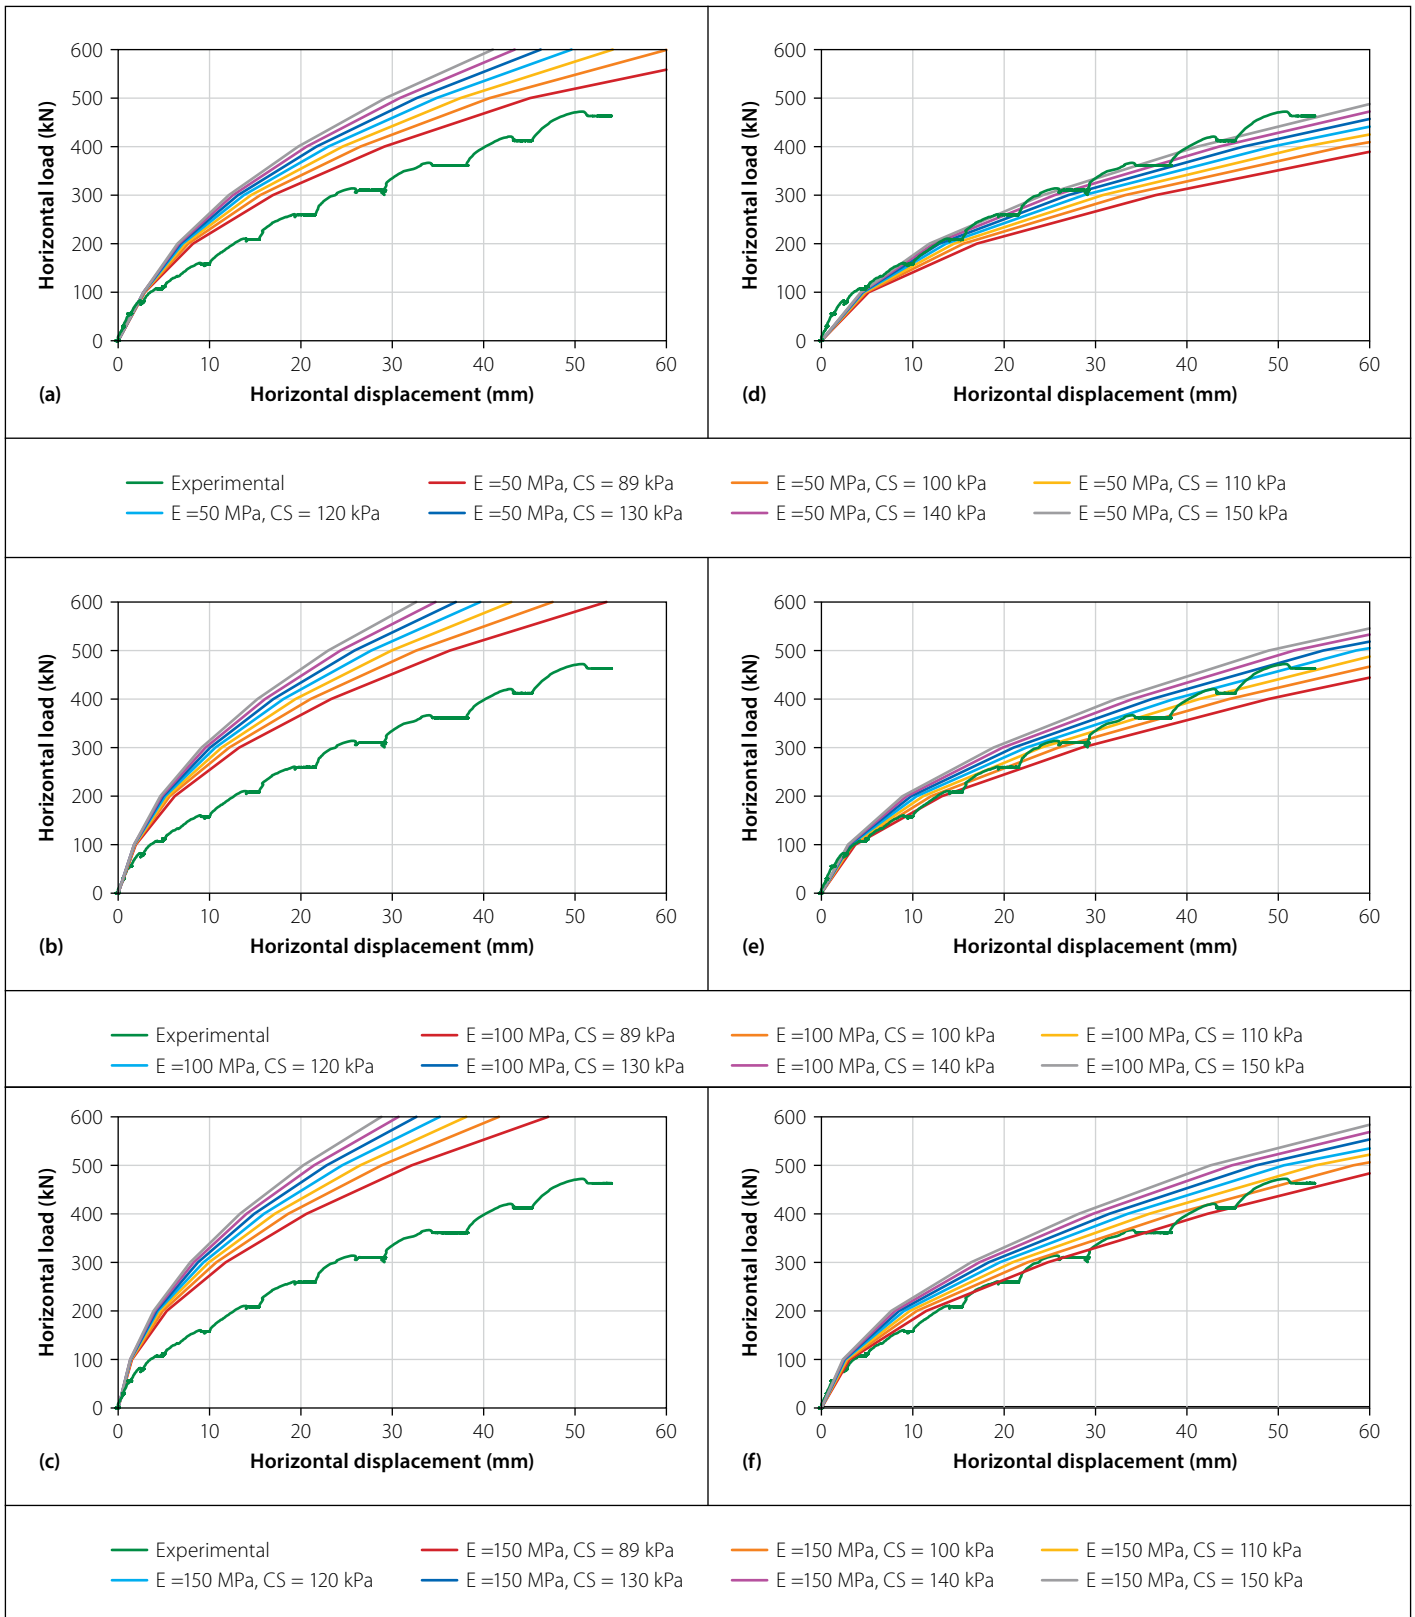 600
500
400
300
200
100
0
Horizontal load (kN)
0 10 20 30 40 50 60
(a) Horizontal displacement (mm)
600
500
400
300
200
100
0
Horizontal load (kN)
0 10 20 30 40 50 60
(d) Horizontal displacement (mm)
Experimental E =50 MPa, CS = 89 kPa E =50 MPa, CS = 100 kPa E =50 MPa, CS = 110 kPa
E =50 MPa, CS = 120 kPa E =50 MPa, CS = 130 kPa E =50 MPa, CS = 140 kPa E =50 MPa, CS = 150 kPa
600
500
400
300
200
100
0
Horizontal load (kN)
0 10 20 30 40 50 60
(b) Horizontal displacement (mm)
600
500
400
300
200
100
0
Horizontal load (kN)
0 10 20 30 40 50 60
(e) Horizontal displacement (mm)
Experimental E =100 MPa, CS = 89 kPa E =100 MPa, CS = 100 kPa E =100 MPa, CS = 110 kPa
E =100 MPa, CS = 120 kPa E =100 MPa, CS = 130 kPa E =100 MPa, CS = 140 kPa E =100 MPa, CS = 150 kPa
600
500
400
300
200
100
0
Horizontal load (kN)
0 10 20 30 40 50 60
(c) Horizontal displacement (mm)
600
500
400
300
200
100
0
Horizontal load (kN)
0 10 20 30 40 50 60
(f) Horizontal displacement (mm)
Experimental E =150 MPa, CS = 89 kPa E =150 MPa, CS = 100 kPa E =150 MPa, CS = 110 kPa
E =150 MPa, CS = 120 kPa E =150 MPa, CS = 130 kPa E =150 MPa, CS = 140 kPa E =150 MPa, CS = 150 kPa